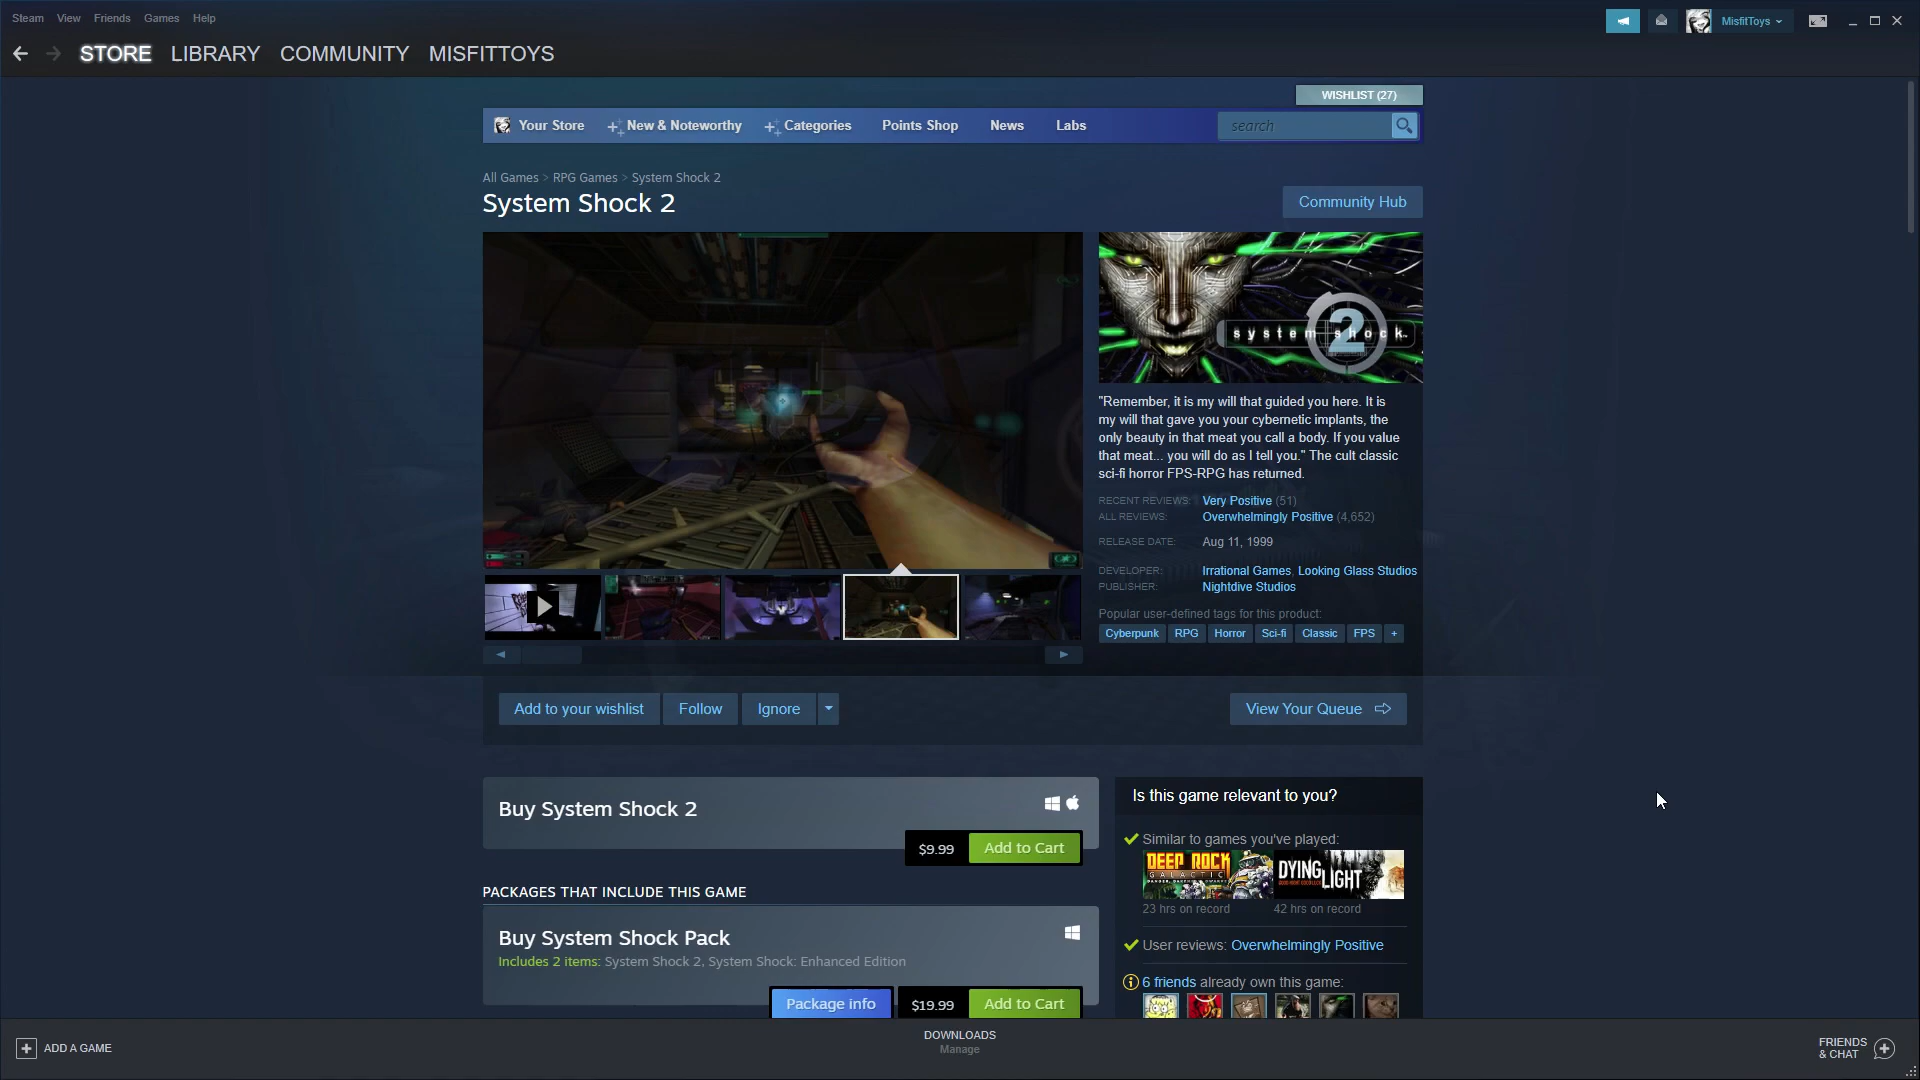 Steam View Friends Games Help
MisfitToys
STORE LIBRARY COMMUNITY MISFITTOYS
WISHLIST (27)
Your Store New & Noteworthy Categories Points Shop News Labs
search
All Games > RPG Games > System Shock 2
System Shock 2
Community Hub
system shock
2
"Remember, it is my will that guided you here. It is
my will that gave you your cybernetic implants, the
only beauty in that meat you call a body. If you value
that meat... you will do as I tell you." The cult classic
sci-fi horror FPS-RPG has returned.
RECENT REVIEWS: Very Positive (51)
ALL REVIEWS: Overwhelmingly Positive (4,652)
RELEASE DATE: Aug 11, 1999
DEVELOPER: Irrational Games, Looking Glass Studios
PUBLISHER: Nightdive Studios
Popular user-defined tags for this product:
Cyberpunk RPG Horror Sci-fi Classic FPS +
Add to your wishlist Follow Ignore
View Your Queue
Buy System Shock 2
$9.99 Add to Cart
PACKAGES THAT INCLUDE THIS GAME
Buy System Shock Pack
Includes 2 items: System Shock 2, System Shock: Enhanced Edition
Package info $19.99 Add to Cart
Is this game relevant to you?
Similar to games you've played:
DEEP ROCK
GALACTIC
DYING
LIGHT
23 hrs on record 42 hrs on record
User reviews: Overwhelmingly Positive
6 friends already own this game:
ADD A GAME
DOWNLOADS
Manage
FRIENDS
& CHAT